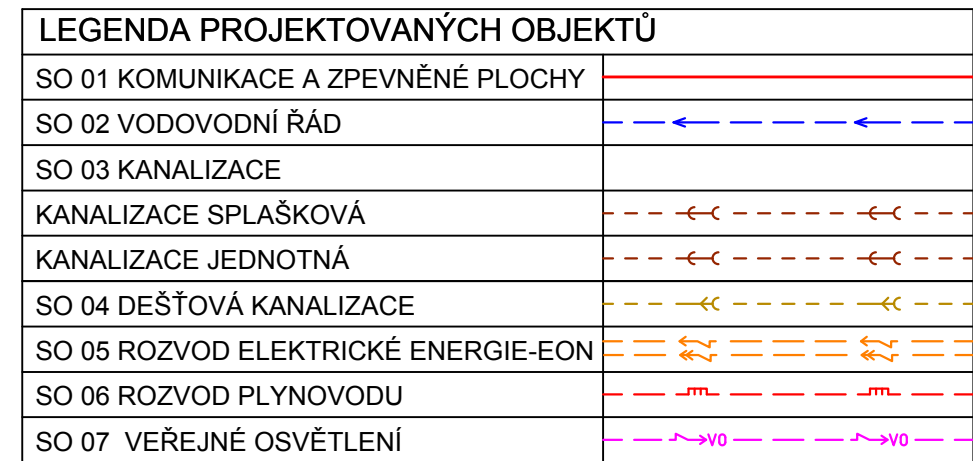 LEGENDA PROJEKTOVANÝCH OBJEKTŮ
SO 01 KOMUNIKACE A ZPEVNĚNÉ PLOCHY
SO 02 VODOVODNÍ ŘÁD
SO 03 KANALIZACE
KANALIZACE SPLAŠKOVÁ
KANALIZACE JEDNOTNÁ
SO 04 DEŠŤOVÁ KANALIZACE
SO 05 ROZVOD ELEKTRICKÉ ENERGIE-EON
SO 06 ROZVOD PLYNOVODU
SO 07 VEŘEJNÉ OSVĚTLENÍ VO VO